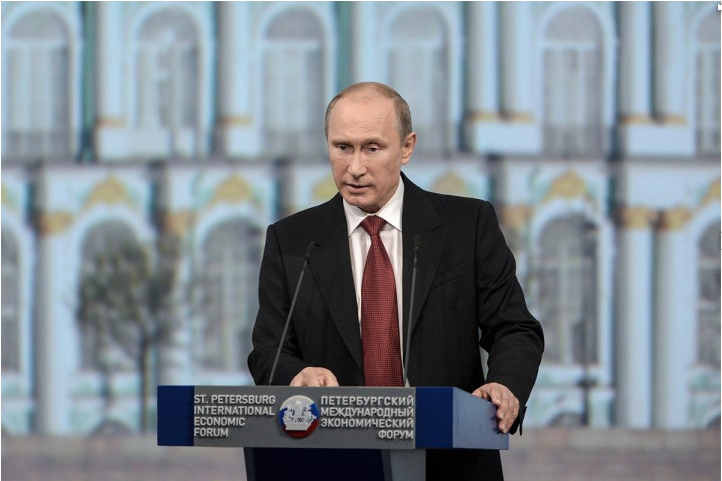 ST. PETERSBURG
INTERNATIONAL
ECONOMIC
FORUM
ПЕТЕРБУРГСКИЙ
МЕЖДУНАРОДНЫЙ
ЭКОНОМИЧЕСКИЙ
ФОРУМ